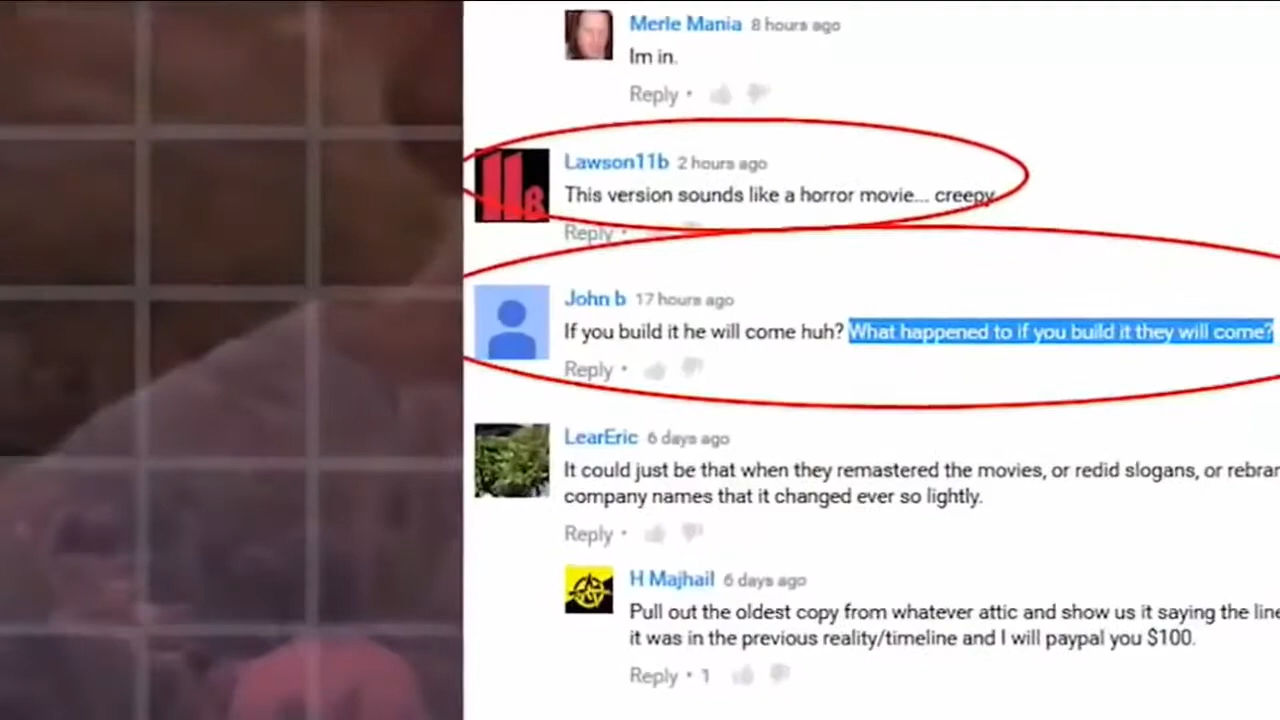 Merle Mania 8 hours ago
Im in.
Reply •
11B
Lawson11b 2 hours ago
This version sounds like a horror movie... creepy
Reply •
John b 17 hours ago
If you build it he will come huh? What happened to if you build it they will come?
Reply •
LearEric 6 days ago
It could just be that when they remastered the movies, or redid slogans, or rebran
company names that it changed ever so lightly.
Reply •
H Majhail 6 days ago
Pull out the oldest copy from whatever attic and show us it saying the line
it was in the previous reality/timeline and I will paypal you $100.
Reply • 1